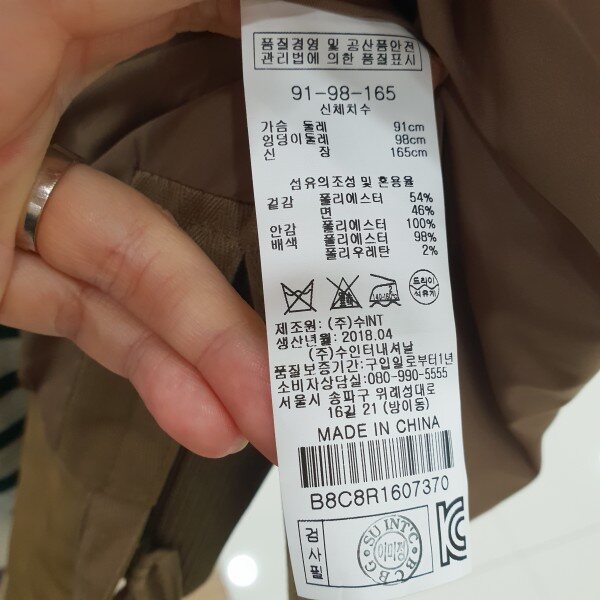 품질경영 및 공산품안전
관리법에 의한 품질표시
91-98-165
신체치수
가슴 둘레 91cm
엉덩이둘레 98cm
신 장 165cm
섬유의조성 및 혼용율
겉감 폴리에스터 54%
면 46%
안감 폴리에스터 100%
배색 폴리에스터 98%
폴리우레탄 2%
드라이
석유계
제조원: (주)수INT
생산년월: 2018.04
(주)수인터내셔날
품질보증기간:구입일로부터1년
소비자상담실:080-990-5555
서울시 송파구 위례성대로
16길 21 (방이동)
MADE IN CHINA
B8C8R1607370
검사필
SU INT'C
B C B G
KC